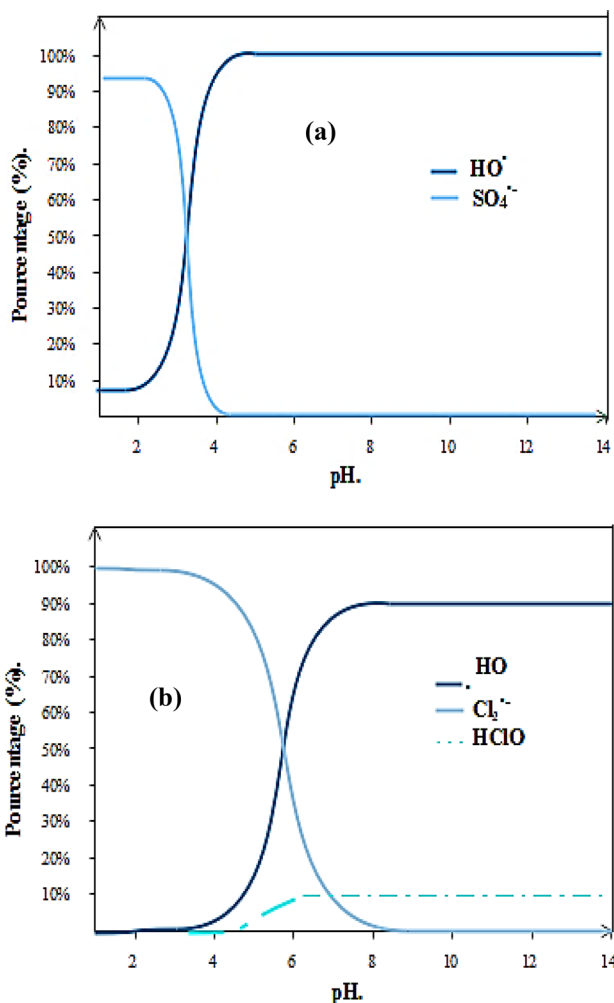 100%
90%
80%
70%
60%
50%
40%
30%
20%
10%
Pource ntage (%).
(a)
HO•
SO₄•-
2 4 6 8 10 12 14
pH.
100%
90%
80%
70%
60%
50%
40%
30%
20%
10%
Pource ntage (%).
(b)
HO
•
Cl₂•-
HClO
2 4 6 8 10 12 14
pH.